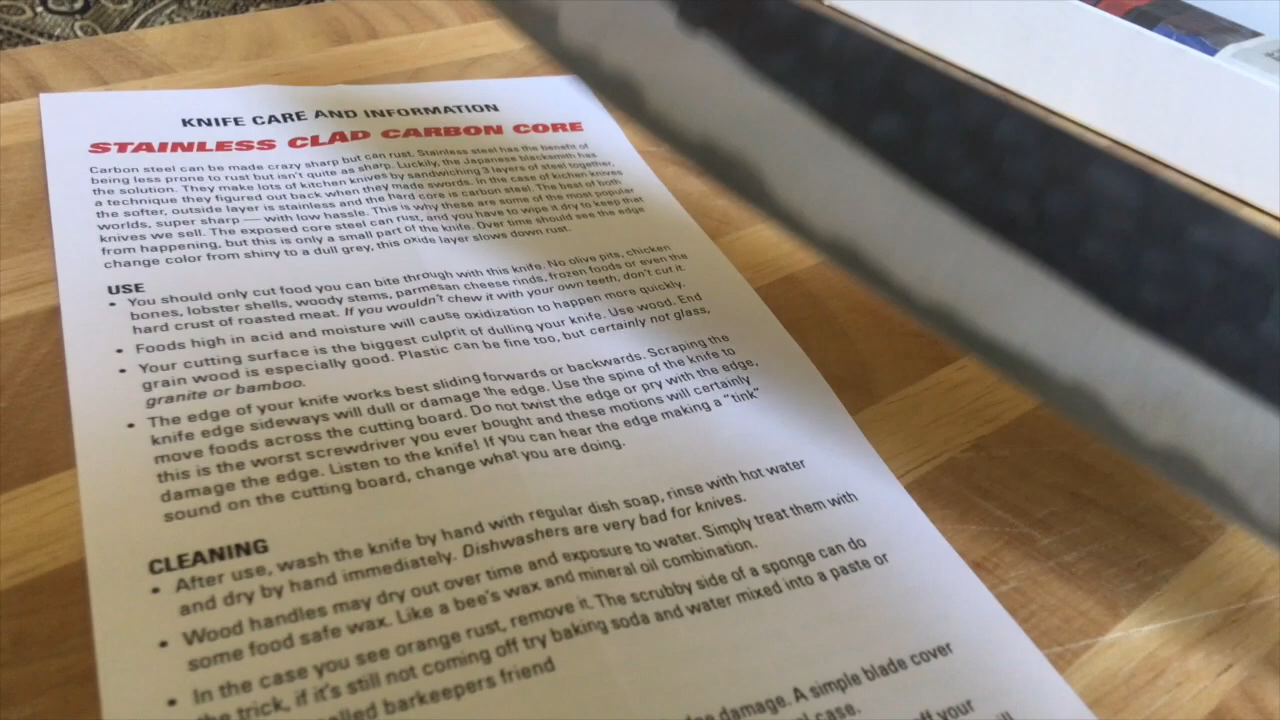 KNIFE CARE AND INFORMATION
STAINLESS CLAD CARBON CORE
Carbon steel can be made crazy sharp but can rust. Stainless steel has the benefit of
being less prone to rust but isn't quite as sharp. Luckily, the Japanese blacksmith has
the solution. They make lots of kitchen knives by sandwiching 3 layers of steel together,
a technique they figured out back when they made swords. In the case of kichen knives
the softer, outside layer is stainless and the hard core is carbon steel. The best of both
worlds, super sharp — with low hassle. This is why these are some of the most popular
knives we sell. The exposed core steel can rust, and you have to wipe it dry to keep that
from happening, but this is only a small part of the knife. Over time should see the edge
change color from shiny to a dull grey, this oxide layer slows down rust.
USE
• You should only cut food you can bite through with this knife. No olive pits, chicken
bones, lobster shells, woody stems, parmesan cheese rinds, frozen foods or even the
hard crust of roasted meat. If you wouldn't chew it with your own teeth, don't cut it.
• Foods high in acid and moisture will cause oxidization to happen more quickly.
• Your cutting surface is the biggest culprit of dulling your knife. Use wood. End
grain wood is especially good. Plastic can be fine too, but certainly not glass,
granite or bamboo.
• The edge of your knife works best sliding forwards or backwards. Scraping the
knife edge sideways will dull or damage the edge. Use the spine of the knife to
move foods across the cutting board. Do not twist the edge or pry with the edge,
this is the worst screwdriver you ever bought and these motions will certainly
damage the edge. Listen to the knife! If you can hear the edge making a "tink"
sound on the cutting board, change what you are doing.
CLEANING
• After use, wash the knife by hand with regular dish soap, rinse with hot water
and dry by hand immediately. Dishwashers are very bad for knives.
• Wood handles may dry out over time and exposure to water. Simply treat them with
some food safe wax. Like a bee's wax and mineral oil combination.
• In the case you see orange rust, remove it. The scrubby side of a sponge can do
the trick, if it's still not coming off try baking soda and water mixed into a paste or
called barkeepers friend
damage. A simple blade cover
case.
off your